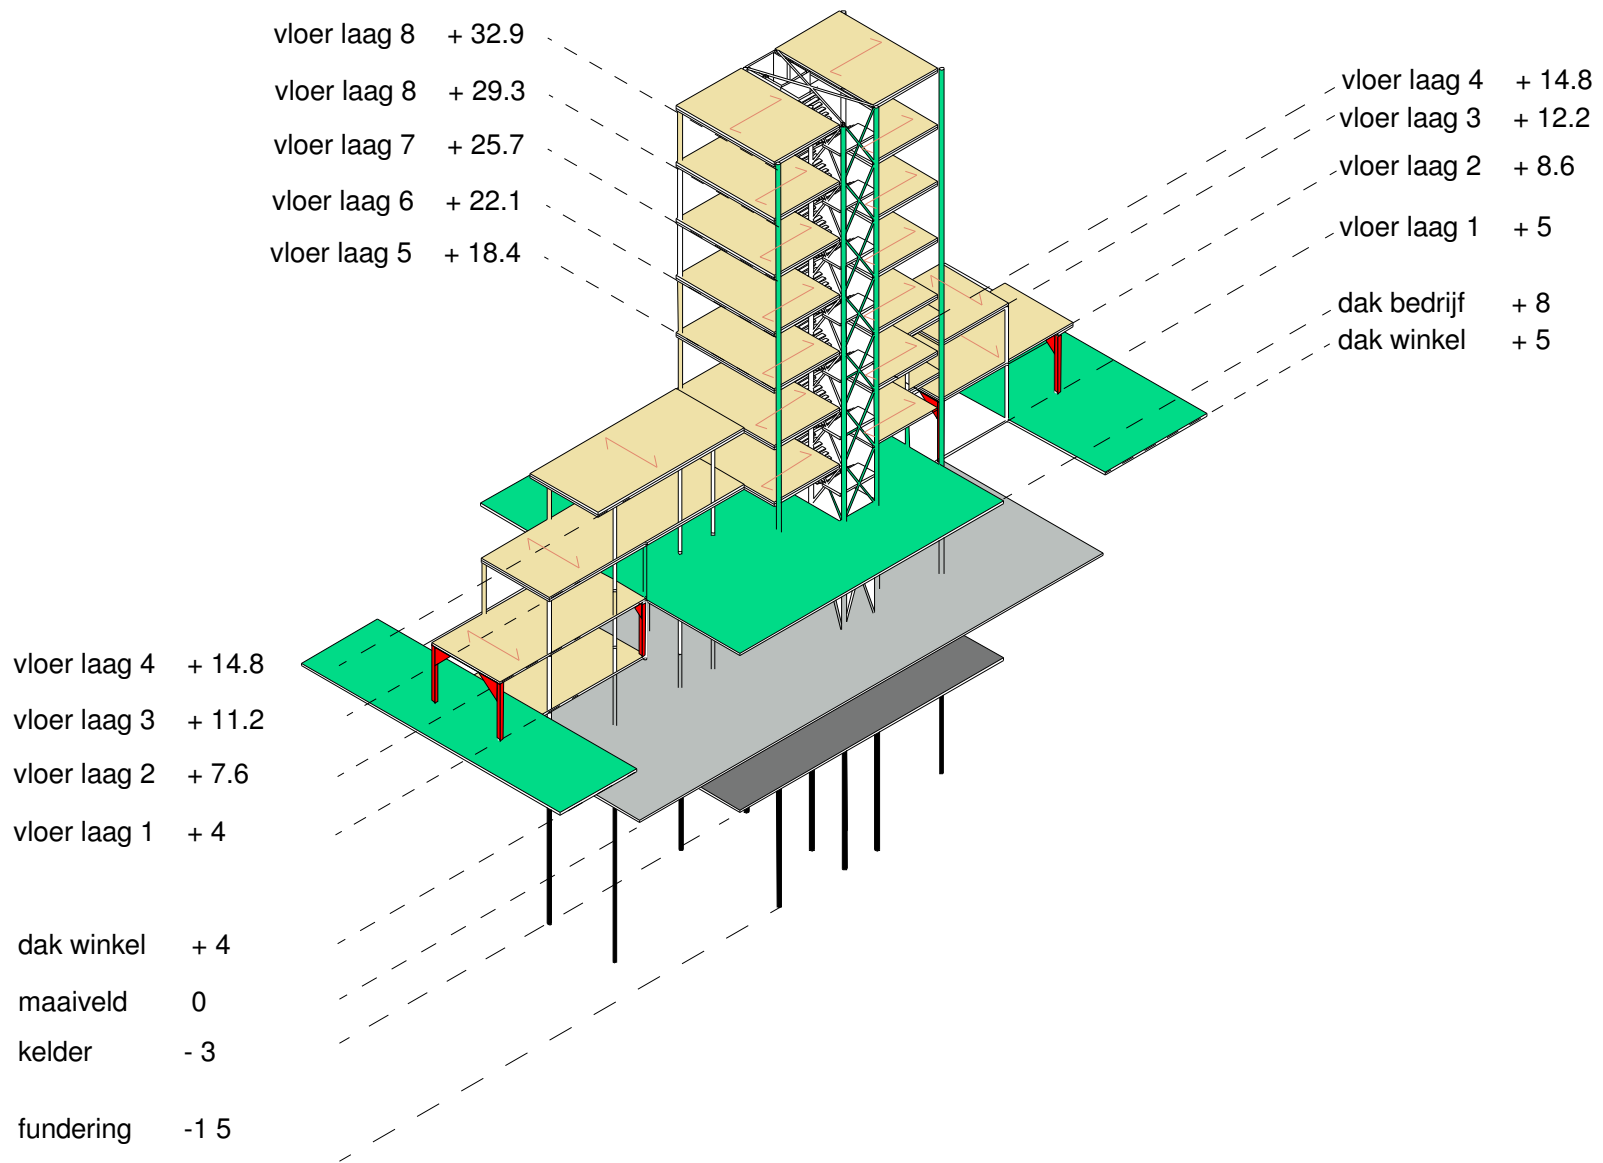 vloer laag 8 + 32.9
vloer laag 8 + 29.3
vloer laag 7 + 25.7
vloer laag 6 + 22.1
vloer laag 5 + 18.4
vloer laag 4 + 14.8
vloer laag 3 + 12.2
vloer laag 2 + 8.6
vloer laag 1 + 5
dak bedrijf + 8
dak winkel + 5
vloer laag 4 + 14.8
vloer laag 3 + 11.2
vloer laag 2 + 7.6
vloer laag 1 + 4
dak winkel + 4
maaiveld 0
kelder - 3
fundering -1 5